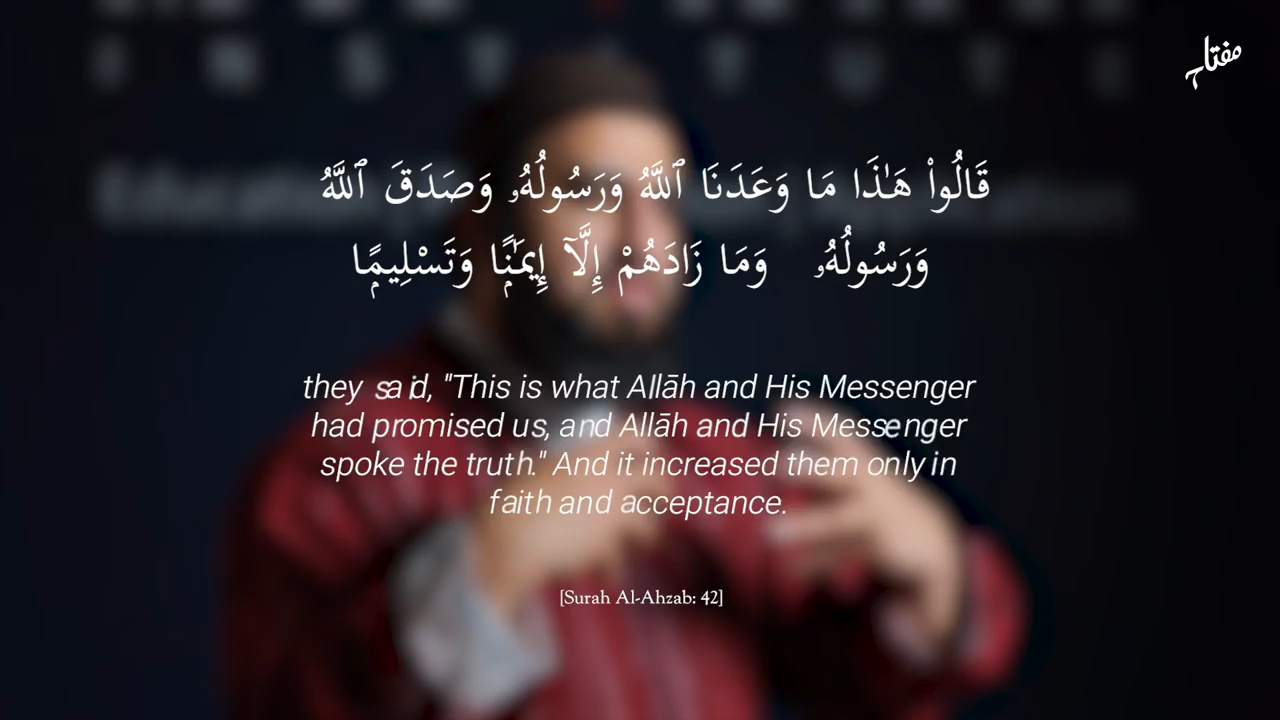 مفتاح
قَالُوا۟ هَـٰذَا مَا وَعَدَنَا ٱللَّهُ وَرَسُولُهُۥ وَصَدَقَ ٱللَّهُ
وَرَسُولُهُۥ وَمَا زَادَهُمْ إِلَّآ إِيمَـٰنًۭا وَتَسْلِيمًۭا
they said, "This is what Allāh and His Messenger
had promised us, and Allāh and His Messenger
spoke the truth." And it increased them only in
faith and acceptance.
[Surah Al-Ahzab: 42]